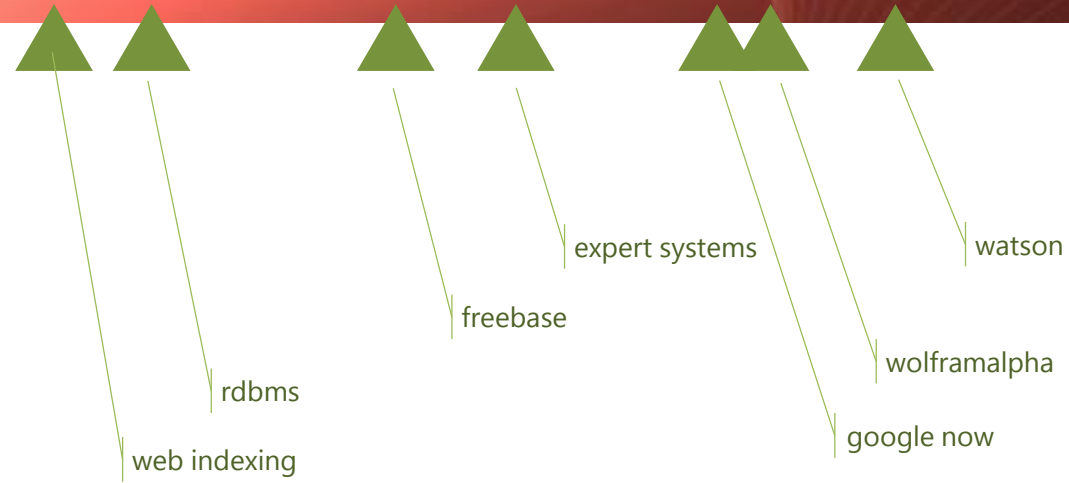 expert systems
watson
freebase
wolframalpha
rdbms
google now
web indexing